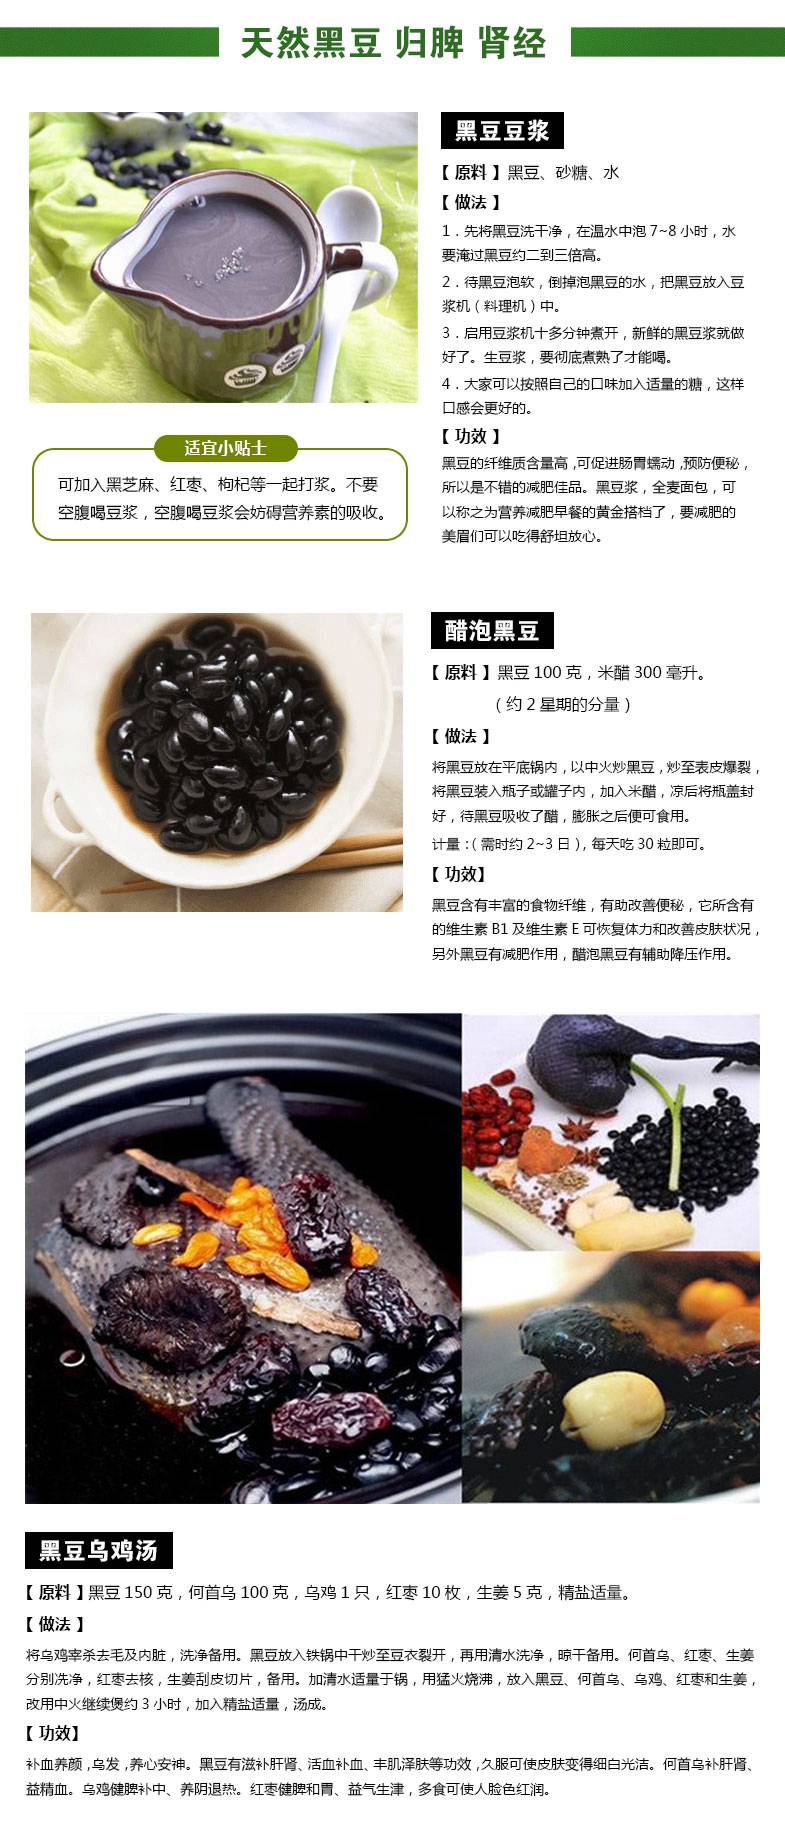 天然黑豆 归脾 肾经
黑豆豆浆
【 原料 】黑豆、砂糖、水
【 做法 】
1．先将黑豆洗干净，在温水中泡 7~8 小时，水
要淹过黑豆约二到三倍高。
2．待黑豆泡软，倒掉泡黑豆的水，把黑豆放入豆
浆机（料理机）中。
3．启用豆浆机十多分钟煮开，新鲜的黑豆浆就做
好了。生豆浆，要彻底煮熟了才能喝。
4．大家可以按照自己的口味加入适量的糖，这样
口感会更好的。
【 功效 】
黑豆的纤维质含量高，可促进肠胃蠕动，预防便秘，
所以是不错的减肥佳品。黑豆浆，全麦面包，可
以称之为营养减肥早餐的黄金搭档了，要减肥的
美眉们可以吃得舒坦放心。
适宜小贴士
可加入黑芝麻、红枣、枸杞等一起打浆。不要
空腹喝豆浆，空腹喝豆浆会妨碍营养素的吸收。
醋泡黑豆
【 原料 】黑豆 100 克，米醋 300 毫升。
（约 2 星期的分量）
【 做法 】
将黑豆放在平底锅内，以中火炒黑豆，炒至表皮爆裂，
将黑豆装入瓶子或罐子内，加入米醋，凉后将瓶盖封
好，待黑豆吸收了醋，膨胀之后便可食用。
计量：（需时约 2~3 日），每天吃 30 粒即可。
【 功效】
黑豆含有丰富的食物纤维，有助改善便秘，它所含有
的维生素 B1 及维生素 E 可恢复体力和改善皮肤状况，
另外黑豆有减肥作用，醋泡黑豆有辅助降压作用。
黑豆乌鸡汤
【 原料 】黑豆 150 克，何首乌 100 克，乌鸡 1 只，红枣 10 枚，生姜 5 克，精盐适量。
【 做法 】
将乌鸡宰杀去毛及内脏，洗净备用。黑豆放入铁锅中干炒至豆衣裂开，再用清水洗净，晾干备用。何首乌、红枣、生姜
分别洗净，红枣去核，生姜刮皮切片，备用。加清水适量于锅，用猛火烧沸，放入黑豆、何首乌、乌鸡、红枣和生姜，
改用中火继续煲约 3 小时，加入精盐适量，汤成。
【 功效】
补血养颜，乌发，养心安神。黑豆有滋补肝肾、活血补血、丰肌泽肤等功效，久服可使皮肤变得细白光洁。何首乌补肝肾、
益精血。乌鸡健脾补中、养阴退热。红枣健脾和胃、益气生津，多食可使人脸色红润。